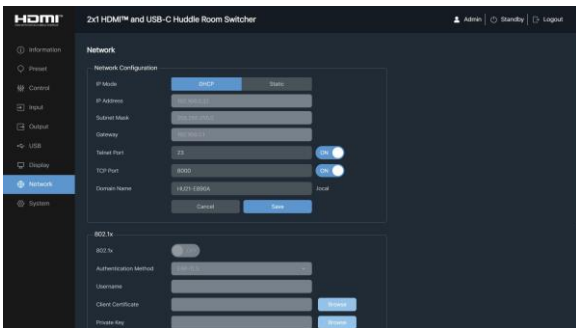 HDMI
2x1 HDMI™ and USB-C Huddle Room Switcher
Admin
Standby
Logout
Information
Preset
Control
Input
Output
USB
Display
Network
System
Network
Network Configuration
IP Mode DHCP Static
IP Address
Subnet Mask
Gateway
Telnet Port 23 ON
TCP Port 8000 ON
Domain Name local
Cancel Save
802.1x
802.1x
Authentication Method
Username
Client Certificate Browse
Private Key Browse